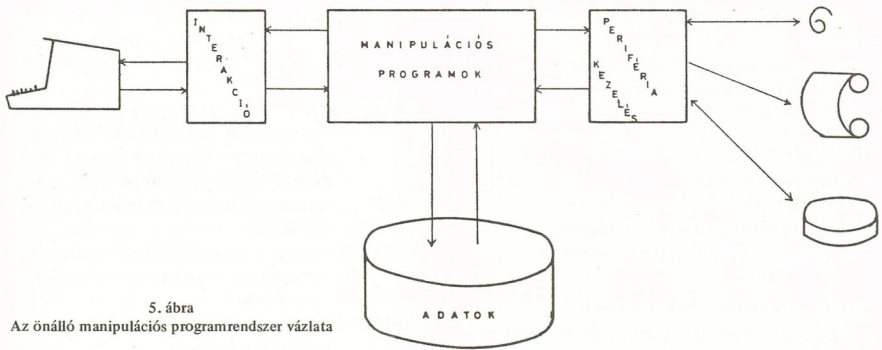 INTERAKCIÓ
MANIPULÁCIÓS
PROGRAMOK
PERIFÉRIA
KEZELÉS
ADATOK
5. ábra
Az önálló manipulációs programrendszer vázlata